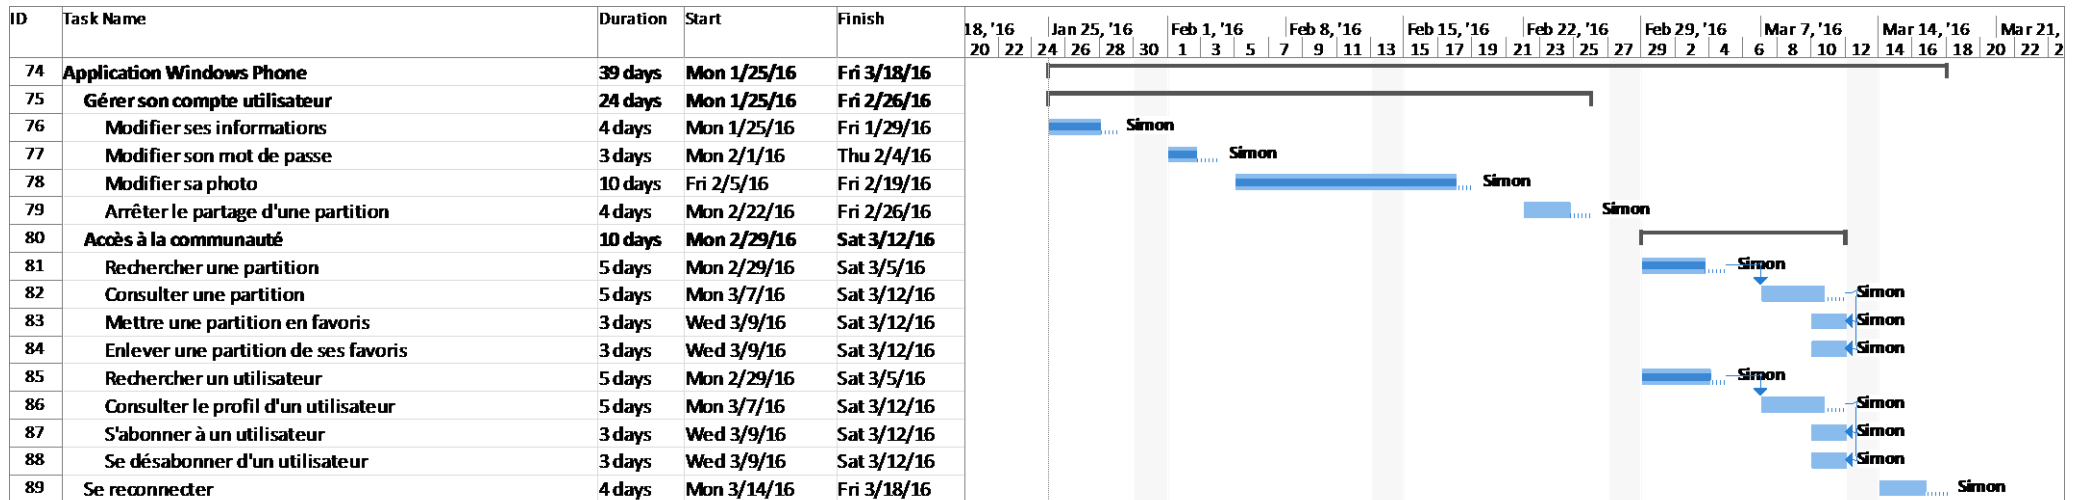 ID Task Name Duration Start Finish
18, '16 Jan 25, '16 Feb 1, '16 Feb 8, '16 Feb 15, '16 Feb 22, '16 Feb 29, '16 Mar 7, '16 Mar 14, '16 Mar 21,
20 22 24 26 28 30 1 3 5 7 9 11 13 15 17 19 21 23 25 27 29 2 4 6 8 10 12 14 16 18 20 22 2
74 Application Windows Phone 39 days Mon 1/25/16 Fri 3/18/16
75 Gérer son compte utilisateur 24 days Mon 1/25/16 Fri 2/26/16
76 Modifier ses informations 4 days Mon 1/25/16 Fri 1/29/16 Simon
77 Modifier son mot de passe 3 days Mon 2/1/16 Thu 2/4/16 Simon
78 Modifier sa photo 10 days Fri 2/5/16 Fri 2/19/16 Simon
79 Arrêter le partage d'une partition 4 days Mon 2/22/16 Fri 2/26/16 Simon
80 Accès à la communauté 10 days Mon 2/29/16 Sat 3/12/16
81 Rechercher une partition 5 days Mon 2/29/16 Sat 3/5/16 Simon
82 Consulter une partition 5 days Mon 3/7/16 Sat 3/12/16 Simon
83 Mettre une partition en favoris 3 days Wed 3/9/16 Sat 3/12/16 Simon
84 Enlever une partition de ses favoris 3 days Wed 3/9/16 Sat 3/12/16 Simon
85 Rechercher un utilisateur 5 days Mon 2/29/16 Sat 3/5/16 Simon
86 Consulter le profil d'un utilisateur 5 days Mon 3/7/16 Sat 3/12/16 Simon
87 S'abonner à un utilisateur 3 days Wed 3/9/16 Sat 3/12/16 Simon
88 Se désabonner d'un utilisateur 3 days Wed 3/9/16 Sat 3/12/16 Simon
89 Se reconnecter 4 days Mon 3/14/16 Fri 3/18/16 Simon